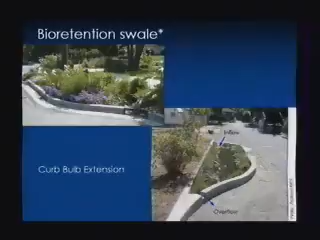 Bioretention swale*
Inflow
Curb Bulb Extension
Overflow